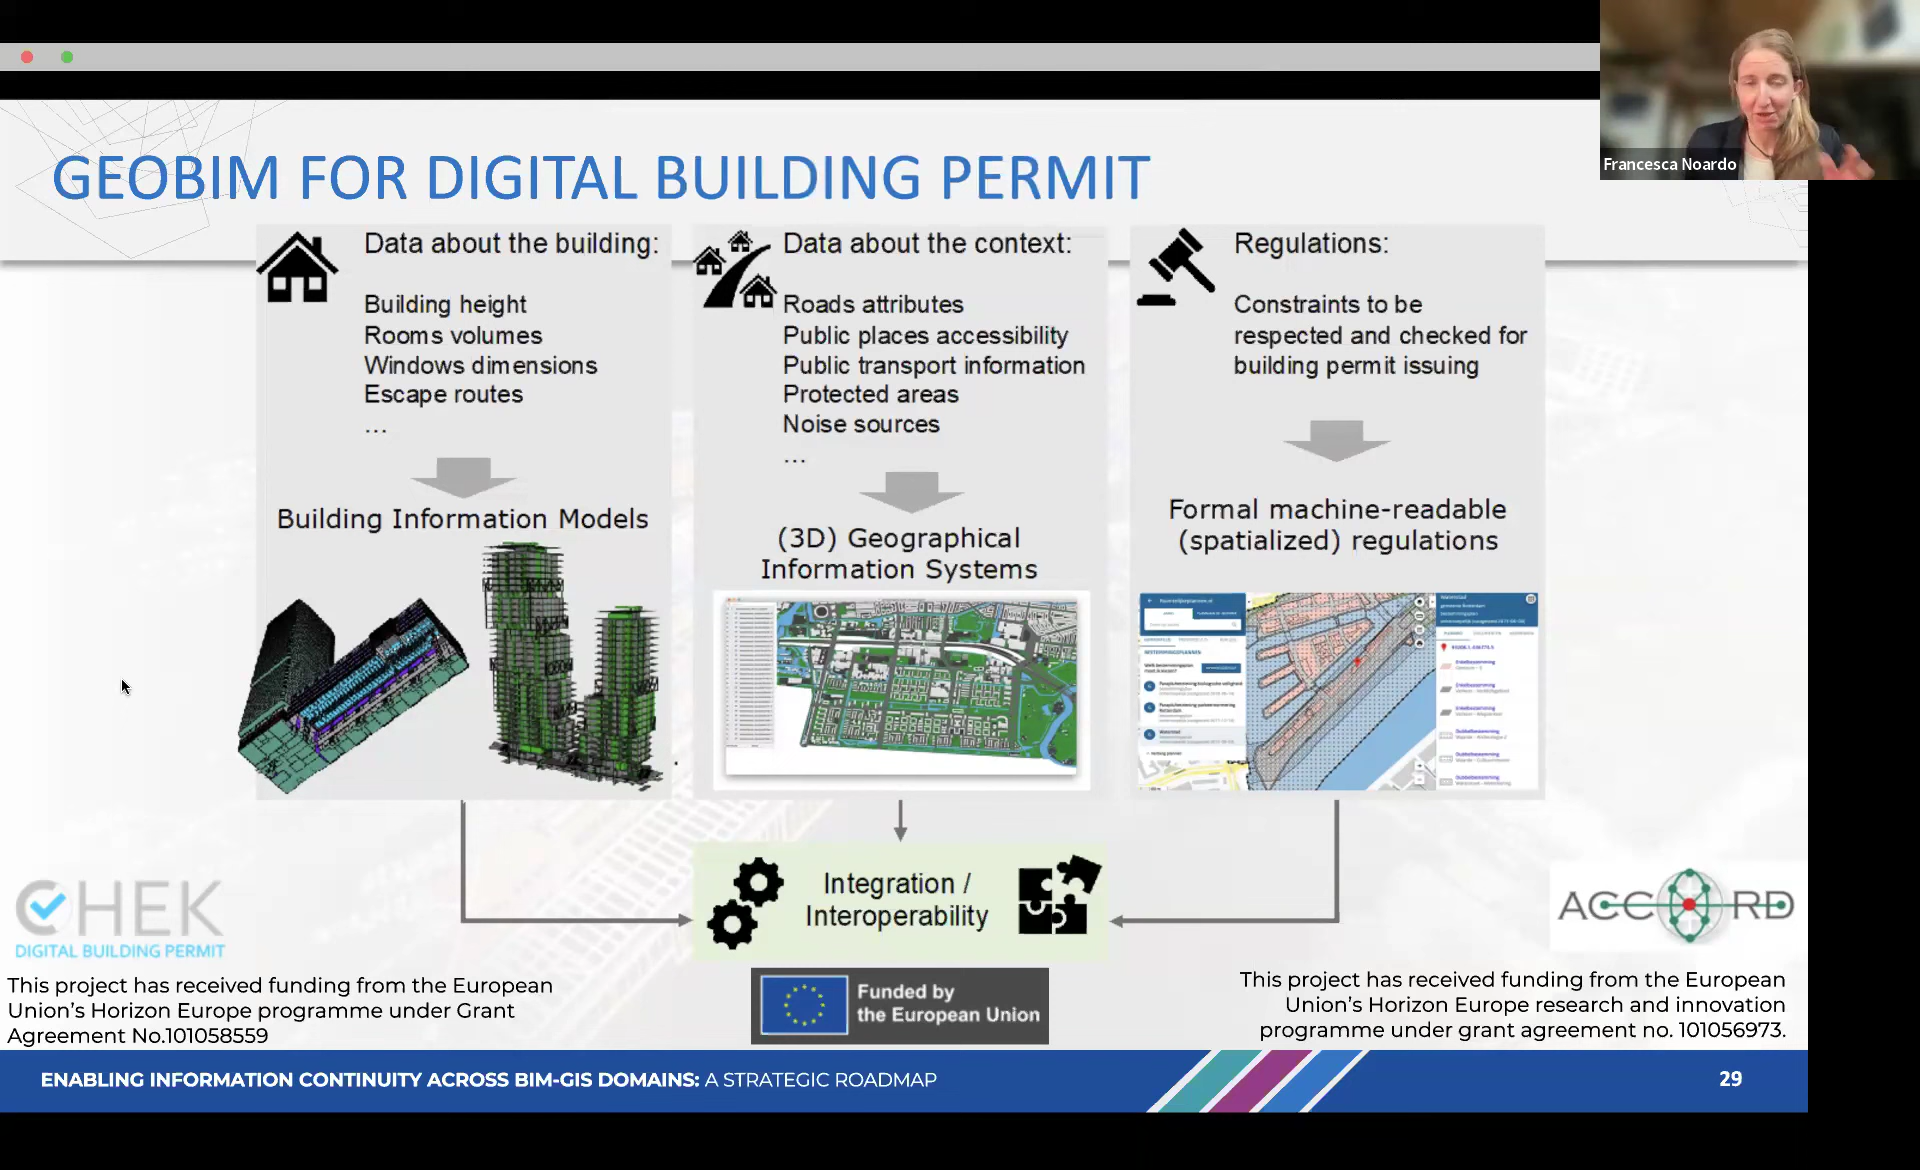 Francesca Noardo
GEOBIM FOR DIGITAL BUILDING PERMIT
Data about the building:
Building height
Rooms volumes
Windows dimensions
Escape routes
...
Building Information Models
Data about the context:
Roads attributes
Public places accessibility
Public transport information
Protected areas
Noise sources
...
(3D) Geographical
Information Systems
Regulations:
Constraints to be
respected and checked for
building permit issuing
Formal machine-readable
(spatialized) regulations
Integration /
Interoperability
CHEK
DIGITAL BUILDING PERMIT
This project has received funding from the European
Union's Horizon Europe programme under Grant
Agreement No.101058559
Funded by
the European Union
ACCORD
This project has received funding from the European
Union's Horizon Europe research and innovation
programme under grant agreement no. 101056973.
ENABLING INFORMATION CONTINUITY ACROSS BIM-GIS DOMAINS: A STRATEGIC ROADMAP
29